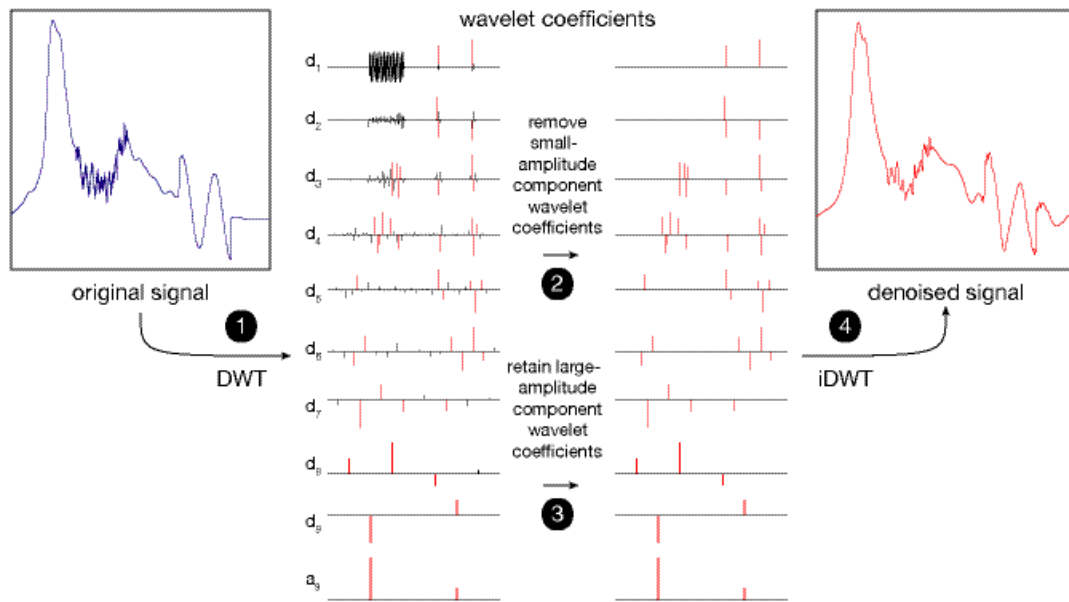 wavelet coefficients
original signal
1
DWT
d1
d2
d3
d4
d5
d6
d7
d8
d9
a9
remove
small-
amplitude
component
wavelet
coefficients
2
retain large-
amplitude
component
wavelet
coefficients
3
denoised signal
4
iDWT